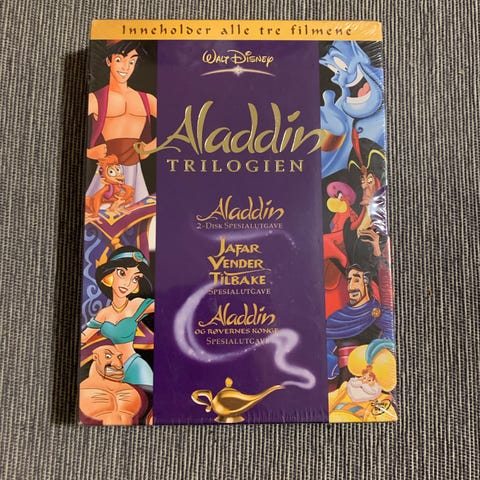 Inneholder alle tre filmene
WALT DISNEY
Aladdin
TRILOGIEN
Aladdin
2-DISK SPESIALUTGAVE
JAFAR
VENDER
TILBAKE
SPESIALUTGAVE
Aladdin
OG RØVERNES KONGE
SPESIALUTGAVE